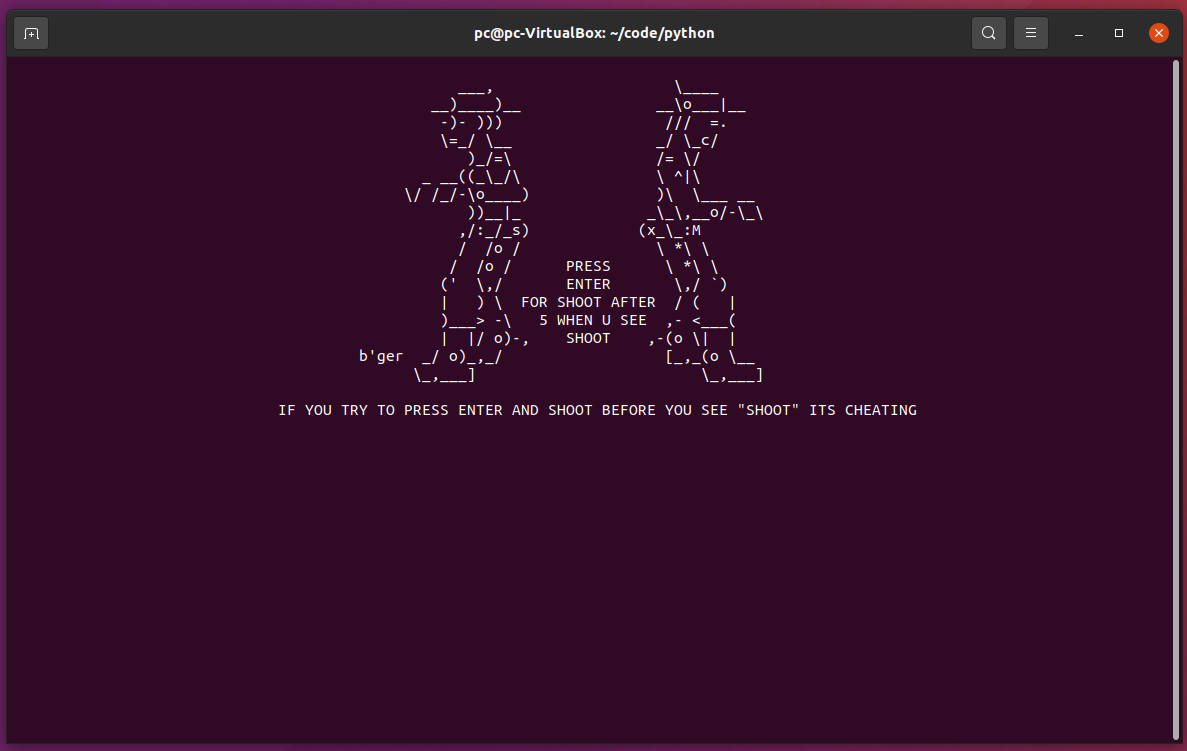 pc@pc-VirtualBox: ~/code/python
PRESS
ENTER
FOR SHOOT AFTER
5 WHEN U SEE
SHOOT
b'ger
IF YOU TRY TO PRESS ENTER AND SHOOT BEFORE YOU SEE "SHOOT" ITS CHEATING